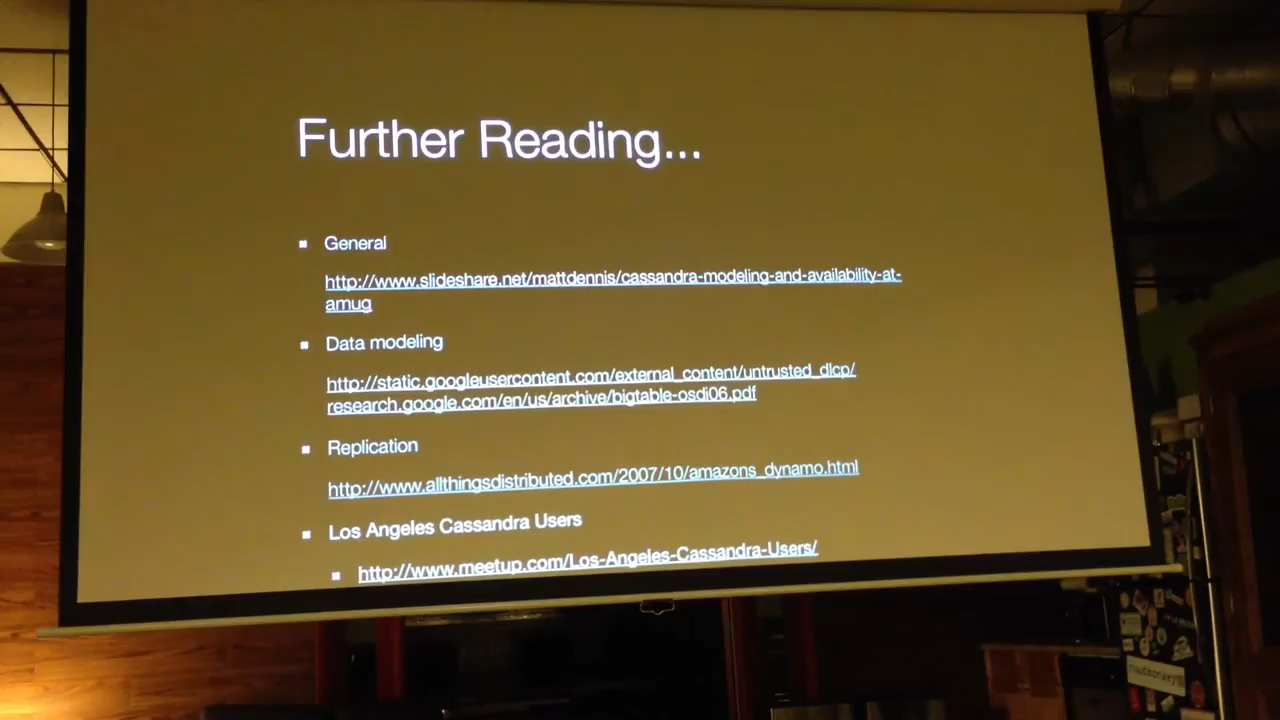 Further Reading...
General
http://www.slideshare.net/mattdennis/cassandra-modeling-and-availability-at-
amug
Data modeling
http://static.googleusercontent.com/external_content/untrusted_dlcp/
research.google.com/en/us/archive/bigtable-osdi06.pdf
Replication
http://www.allthingsdistributed.com/2007/10/amazons_dynamo.html
Los Angeles Cassandra Users
http://www.meetup.com/Los-Angeles-Cassandra-Users/